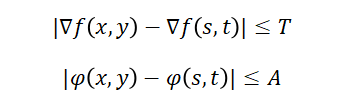 |∇f(x, y) − ∇f(s, t)| ≤ T
|φ(x, y) − φ(s, t)| ≤ A